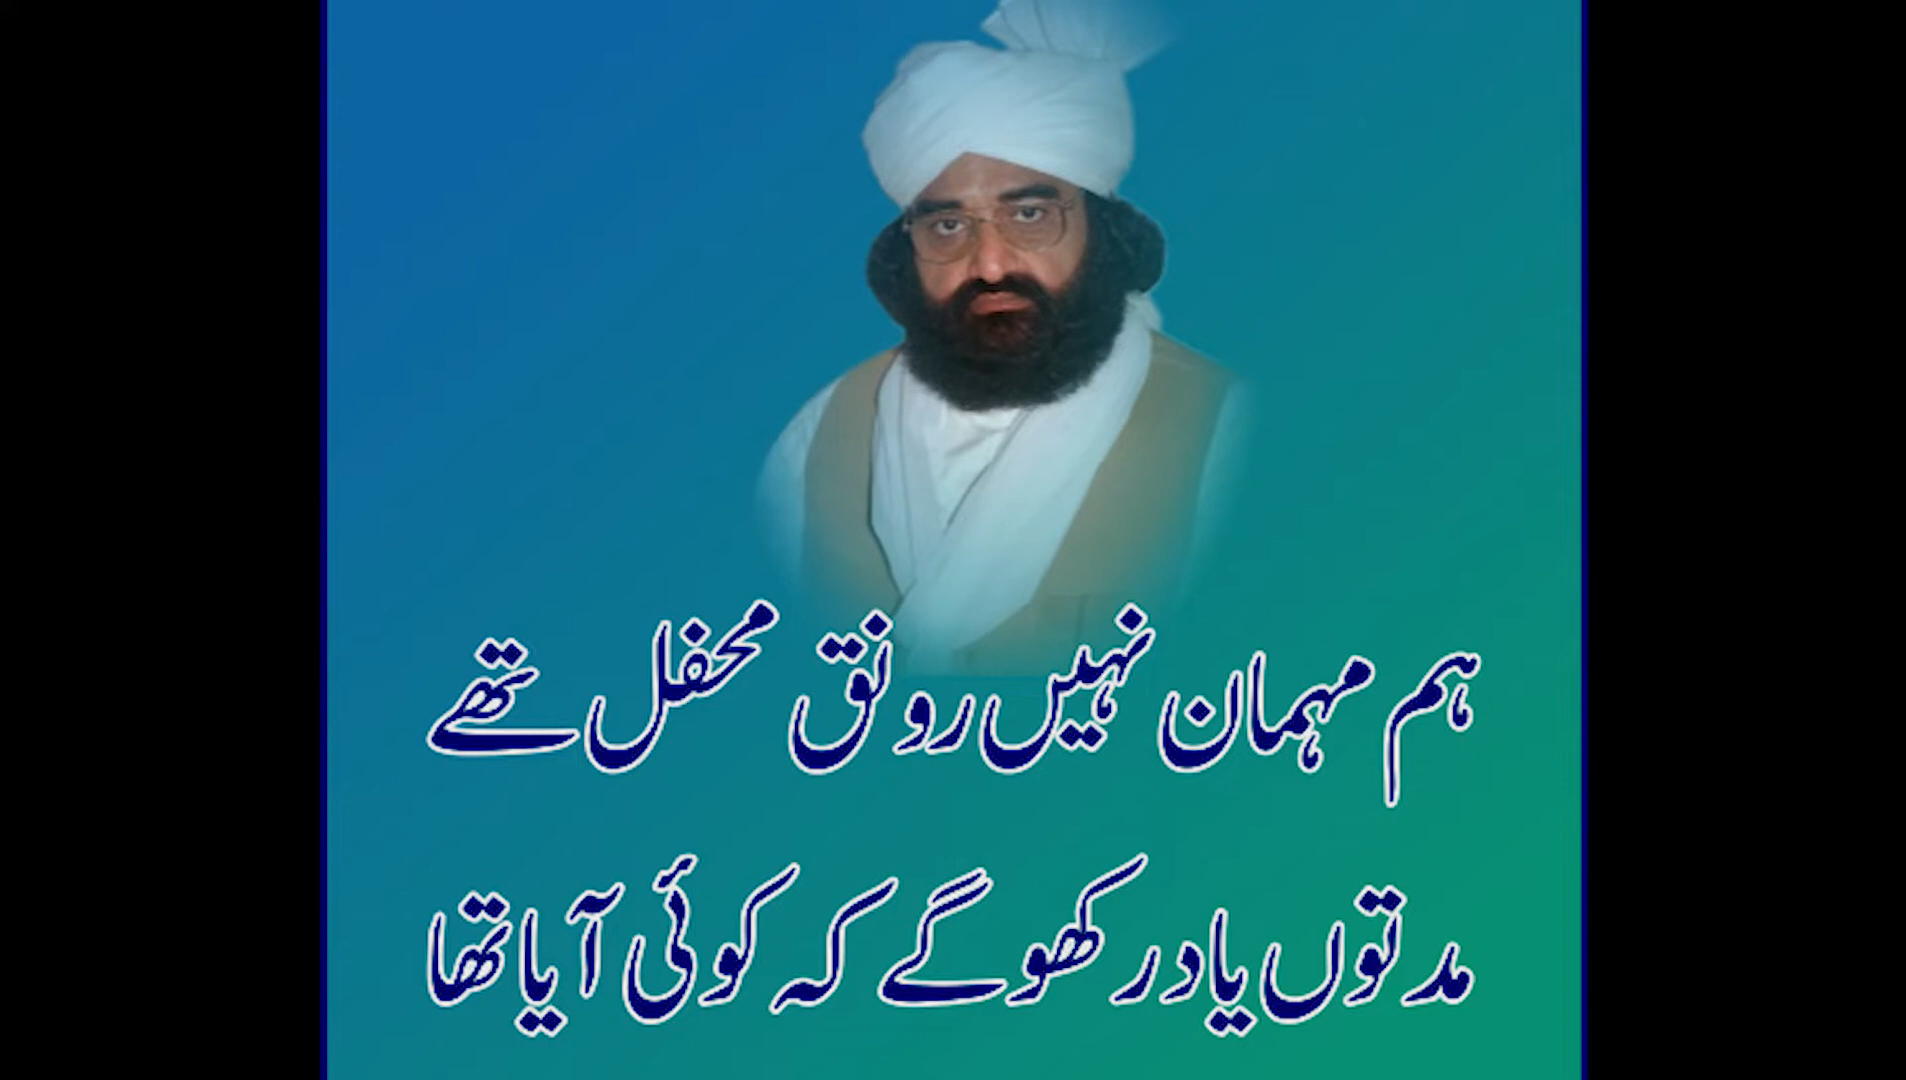 ہم مہمان نہیں رونق محفل تھے
مدتوں یاد رکھو گے کہ کوئی آیا تھا